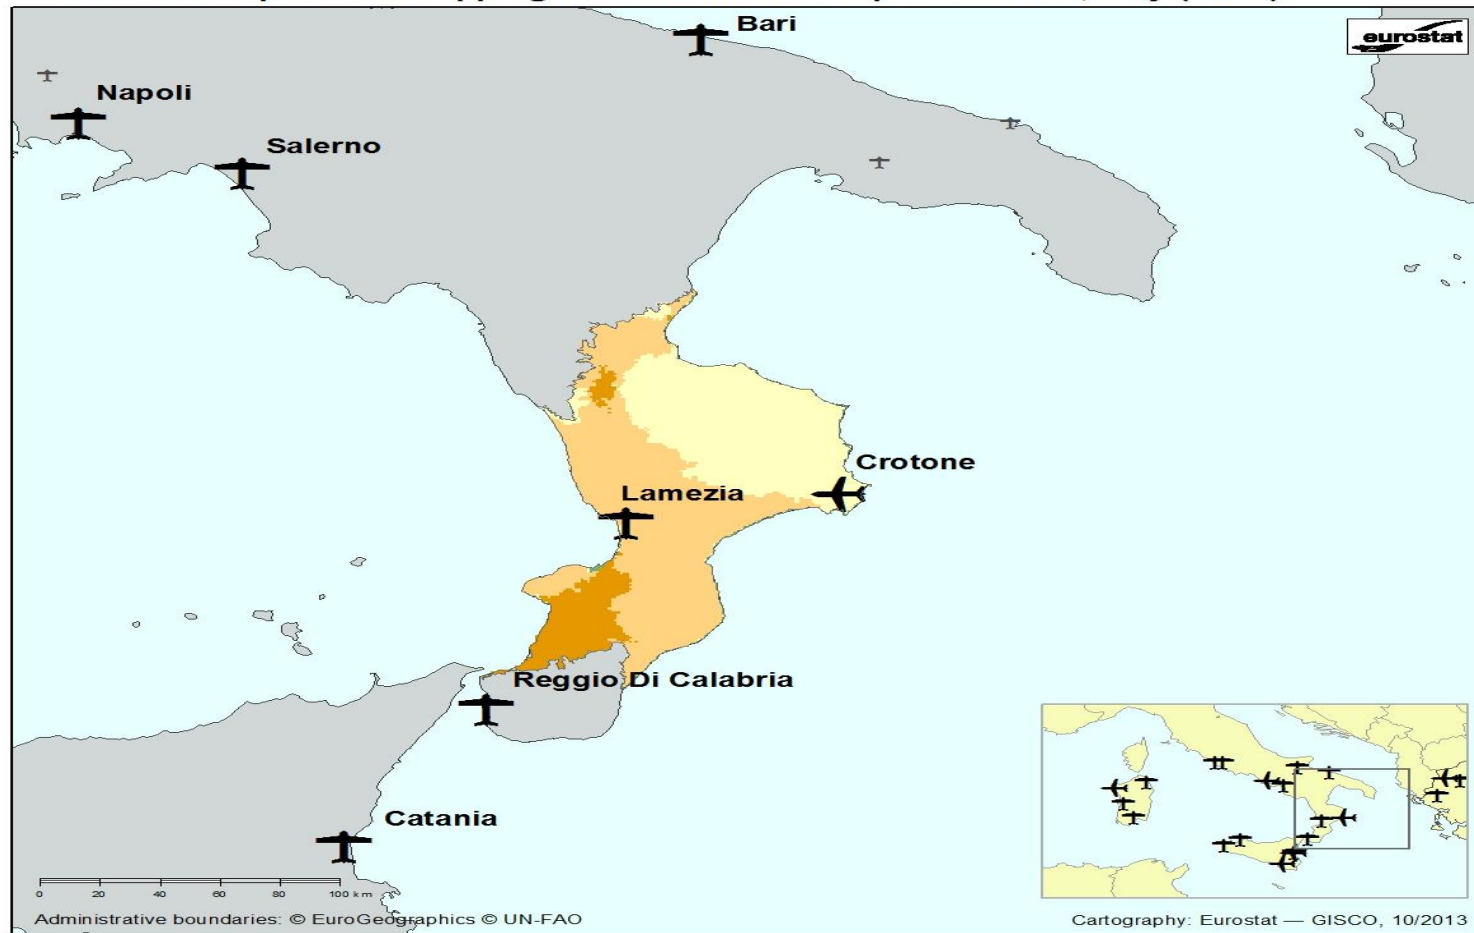 Bari
eurostat
Napoli
Salerno
Crotone
Lamezia
Reggio Di Calabria
Catania
0 20 40 60 80 100 km
Administrative boundaries: © EuroGeographics © UN-FAO
Cartography: Eurostat — GISCO, 10/2013